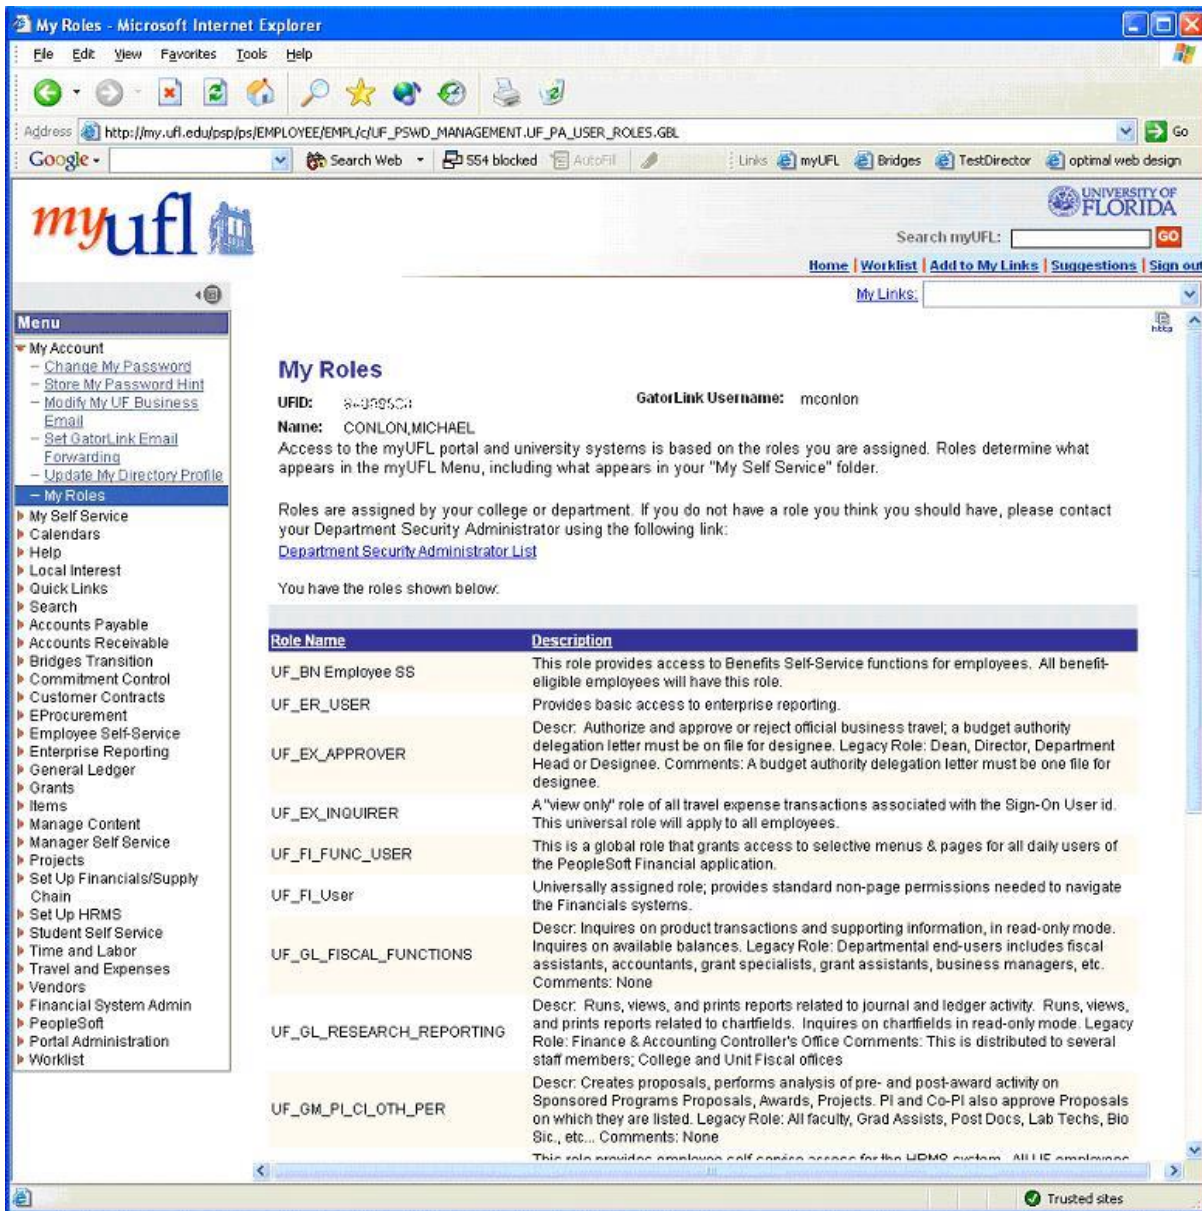 My Roles - Microsoft Internet Explorer
File Edit View Favorites Tools Help
Address http://my.ufl.edu/psp/ps/EMPLOYEE/EMPL/c/UF_PSWD_MANAGEMENT.UF_PA_USER_ROLES.GBL Go
Google - Search Web 554 blocked AutoFill Links myUFL Bridges TestDirector optimal web design
myufl
UNIVERSITY OF
FLORIDA
Search myUFL: GO
Home | Worklist | Add to My Links | Suggestions | Sign out
My Links:
http
Menu
My Account
– Change My Password
– Store My Password Hint
– Modify My UF Business
Email
– Set GatorLink Email
Forwarding
– Update My Directory Profile
– My Roles
My Self Service
Calendars
Help
Local Interest
Quick Links
Search
Accounts Payable
Accounts Receivable
Bridges Transition
Commitment Control
Customer Contracts
EProcurement
Employee Self-Service
Enterprise Reporting
General Ledger
Grants
Items
Manage Content
Manager Self Service
Projects
Set Up Financials/Supply
Chain
Set Up HRMS
Student Self Service
Time and Labor
Travel and Expenses
Vendors
Financial System Admin
PeopleSoft
Portal Administration
Worklist
My Roles
UFID: GatorLink Username: mconlon
Name: CONLON,MICHAEL
Access to the myUFL portal and university systems is based on the roles you are assigned. Roles determine what
appears in the myUFL Menu, including what appears in your "My Self Service" folder.
Roles are assigned by your college or department. If you do not have a role you think you should have, please contact
your Department Security Administrator using the following link:
Department Security Administrator List
You have the roles shown below:
Role Name Description
UF_BN Employee SS
This role provides access to Benefits Self-Service functions for employees. All benefit-
eligible employees will have this role.
UF_ER_USER Provides basic access to enterprise reporting.
UF_EX_APPROVER
Descr: Authorize and approve or reject official business travel; a budget authority
delegation letter must be on file for designee. Legacy Role: Dean, Director, Department
Head or Designee. Comments: A budget authority delegation letter must be one file for
designee.
UF_EX_INQUIRER
A "view only" role of all travel expense transactions associated with the Sign-On User id.
This universal role will apply to all employees.
UF_FI_FUNC_USER
This is a global role that grants access to selective menus & pages for all daily users of
the PeopleSoft Financial application.
UF_FI_User
Universally assigned role; provides standard non-page permissions needed to navigate
the Financials systems.
UF_GL_FISCAL_FUNCTIONS
Descr: Inquires on product transactions and supporting information, in read-only mode.
Inquires on available balances. Legacy Role: Departmental end-users includes fiscal
assistants, accountants, grant specialists, grant assistants, business managers, etc.
Comments: None
UF_GL_RESEARCH_REPORTING
Descr: Runs, views, and prints reports related to journal and ledger activity. Runs, views,
and prints reports related to chartfields. Inquires on chartfields in read-only mode. Legacy
Role: Finance & Accounting Controller's Office Comments: This is distributed to several
staff members; College and Unit Fiscal offices
UF_GM_PI_CI_OTH_PER
Descr: Creates proposals, performs analysis of pre- and post-award activity on
Sponsored Programs Proposals, Awards, Projects. PI and Co-PI also approve Proposals
on which they are listed. Legacy Role: All faculty, Grad Assists, Post Docs, Lab Techs, Bio
Sic., etc... Comments: None
This role provides employee self service access for the HRMS system. All UF employees
Trusted sites